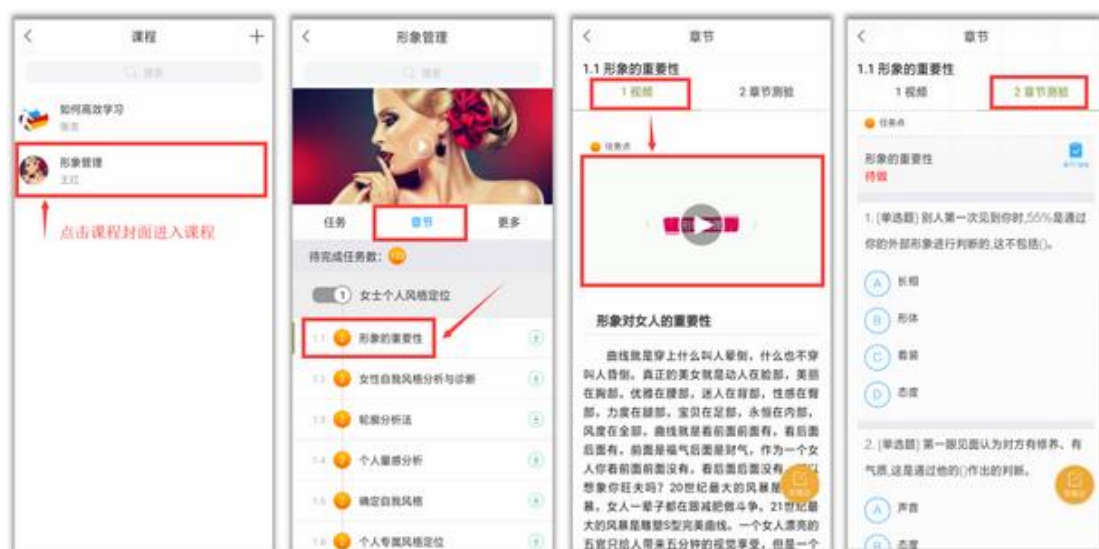 课程
搜索
如何高效学习
形象管理
王红
点击课程封面进入课程
形象管理
搜索
任务
章节
更多
待完成任务数：
1 女士个人风格定位
1.1 形象的重要性
1.2 女性自我风格分析与诊断
1.3 轮廓分析法
1.4 个人量感分析
1.5 确定自我风格
1.6 个人专属风格定位
章节
1.1 形象的重要性
1 视频
2 章节测验
任务点
形象对女人的重要性
曲线就是穿上什么叫人晕倒，什么也不穿
叫人昏倒。真正的美女就是动人在脸部，美丽
在胸部，优雅在腰部，迷人在背部，性感在臀
部，力度在腿部，宝贝在足部，永恒在内部，
风度在全部。曲线就是看前面前面有，看后面
后面有，前面是福气后面是财气，作为一个女
人你看前面前面没有，看后面后面没有，
想象你旺夫吗？20世纪最大的风暴是
暴，女人一辈子都在跟减肥做斗争，21世纪最
大的风暴是雕塑S型完美曲线。一个女人漂亮的
五官只给人带来五分钟的视觉享受，但是一个
章节
1.1 形象的重要性
1 视频
2 章节测验
任务点
形象的重要性
待做
1. [单选题] 别人第一次见到你时,55%是通过
你的外部形象进行判断的,这不包括()。
A 长相
B 形体
C 着装
D 态度
2. [单选题] 第一眼见面认为对方有修养、有
气质,这是通过他的()作出的判断。
A 声音
B 态度